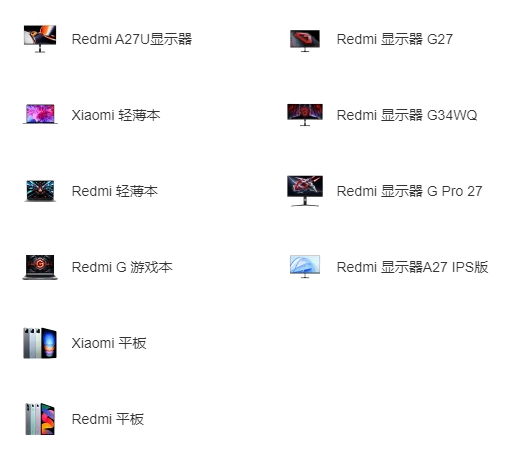 Redmi A27U显示器
Xiaomi 轻薄本
Redmi 轻薄本
Redmi G 游戏本
Xiaomi 平板
Redmi 平板
Redmi 显示器 G27
Redmi 显示器 G34WQ
Redmi 显示器 G Pro 27
Redmi 显示器A27 IPS版